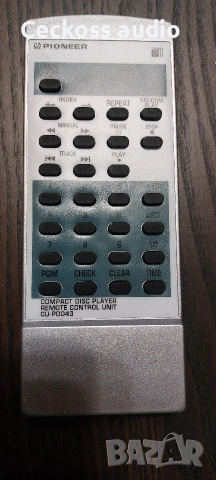 Ceckoss audio
PIONEER
INDEX
REPEAT
RANDOM PLAY
MANUAL
PAUSE
STOP
TRACK
PLAY
7 8 9 10
PGM CHECK CLEAR TIME
COMPACT DISC PLAYER
REMOTE CONTROL UNIT
CU-PD043
BAZAR